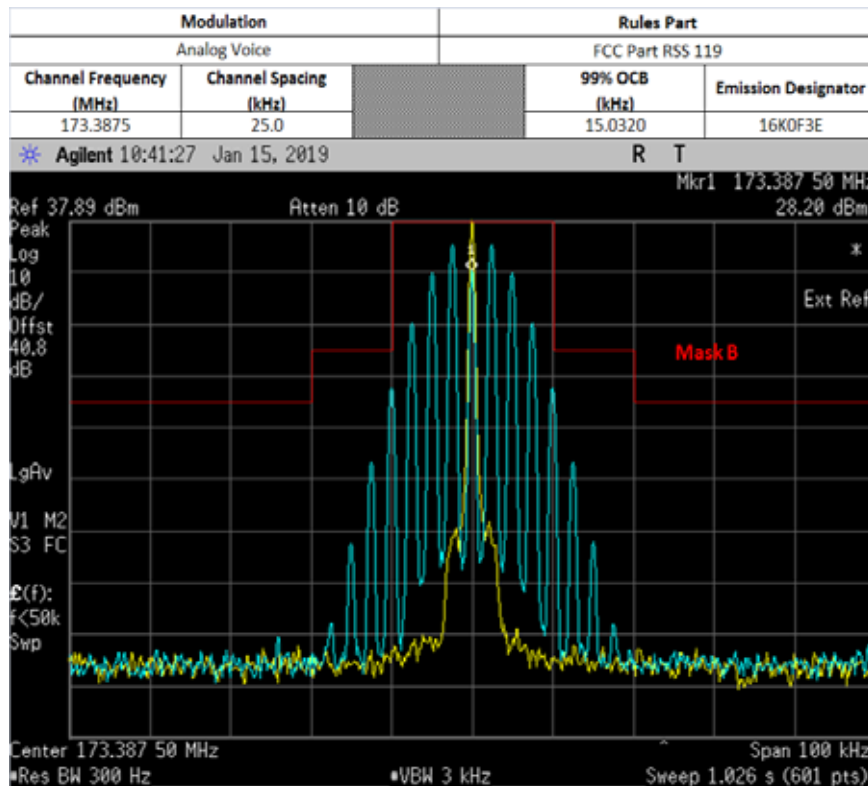 Modulation Rules Part
Analog Voice FCC Part RSS 119
Channel Frequency Channel Spacing 99% OCB Emission Designator
(MHz) (kHz) (kHz)
173.3875 25.0 15.0320 16K0F3E
Agilent 10:41:27 Jan 15, 2019 R T
Mkr1 173.387 50 MHz
Ref 37.89 dBm Atten 10 dB 28.20 dBm
Peak
Log
10
dB/
Offst
40.8
dB
*
Ext Ref
Mask B
1
LgAv
V1 M2
S3 FC
£(f):
f<50k
Swp
Center 173.387 50 MHz ^ Span 100 kHz
#Res BW 300 Hz #VBW 3 kHz Sweep 1.026 s (601 pts)